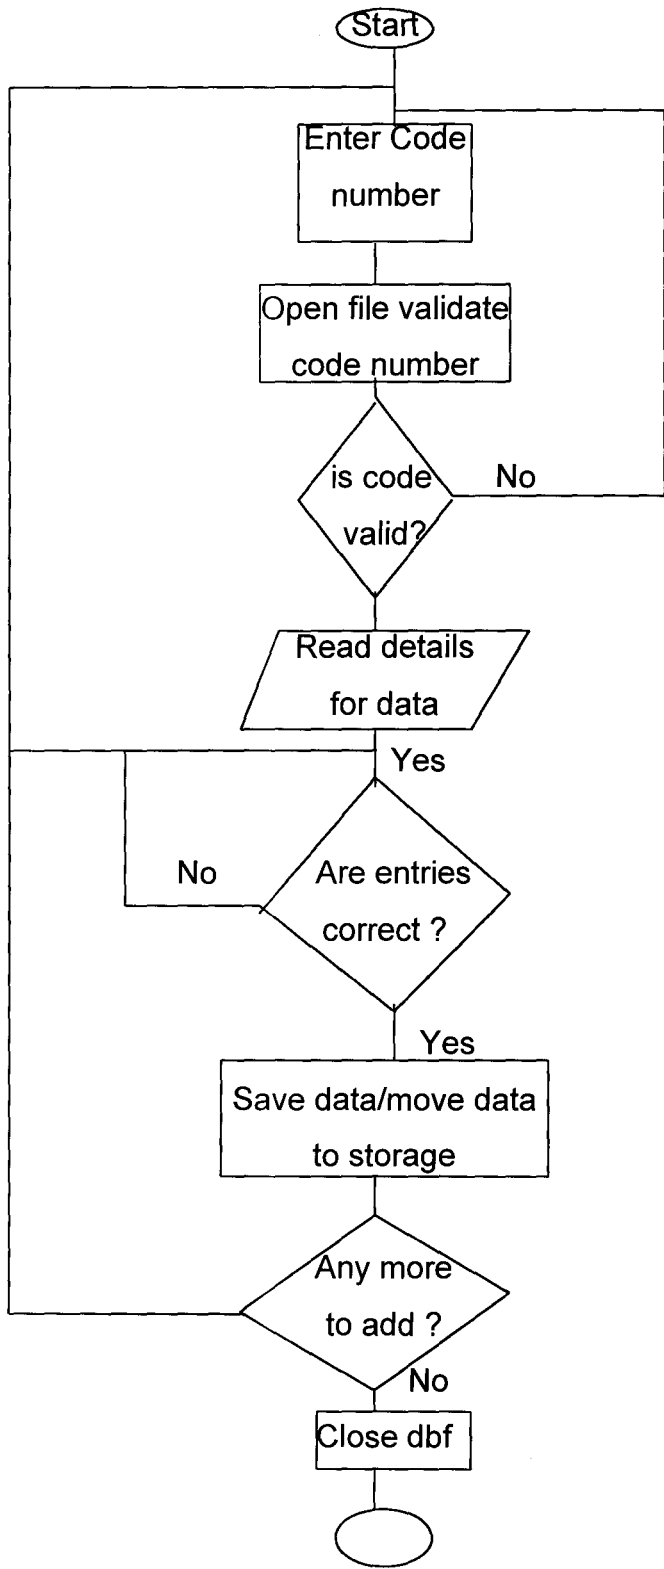 Start
Enter Code
number
Open file validate
code number
is code
valid?
No
Read details
for data
Yes
No
Are entries
correct ?
Yes
Save data/move data
to storage
Any more
to add ?
No
Close dbf